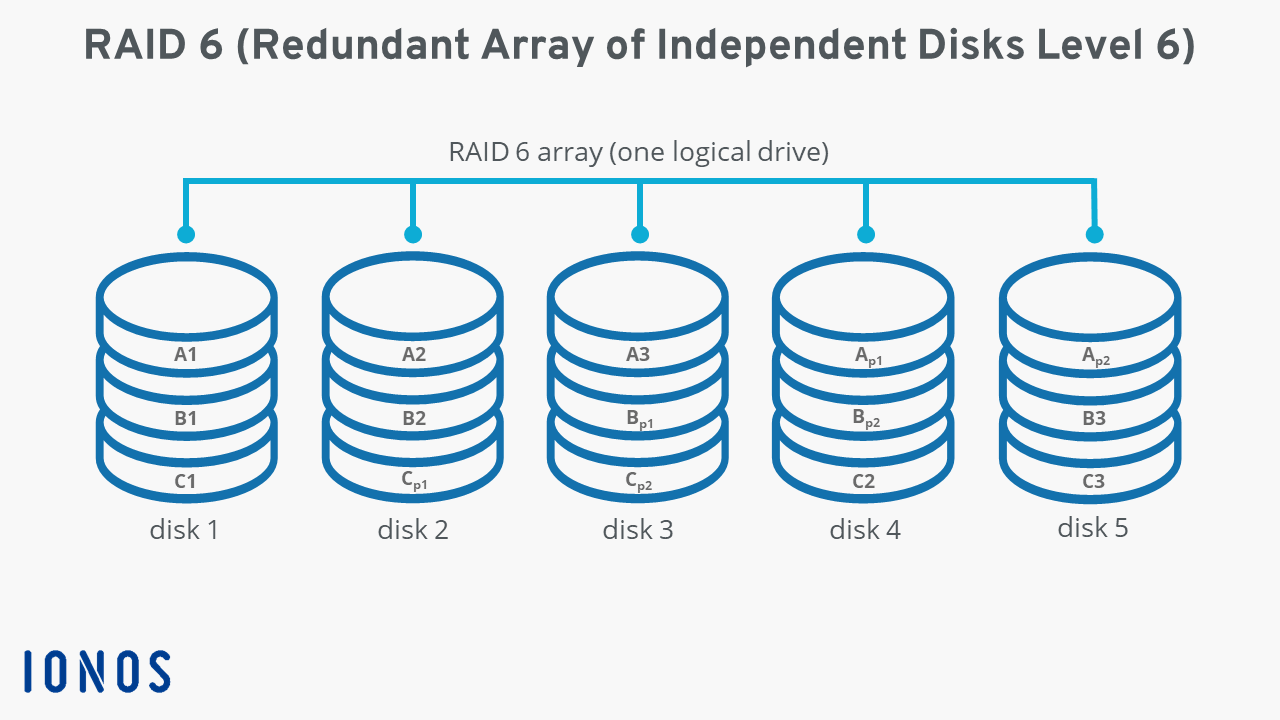 RAID 6 (Redundant Array of Independent Disks Level 6)
RAID 6 array (one logical drive)
A1 A2 A3 Ap1 Ap2
B1 B2 Bp1 Bp2 B3
C1 Cp1 Cp2 C2 C3
disk 1 disk 2 disk 3 disk 4 disk 5
IONOS